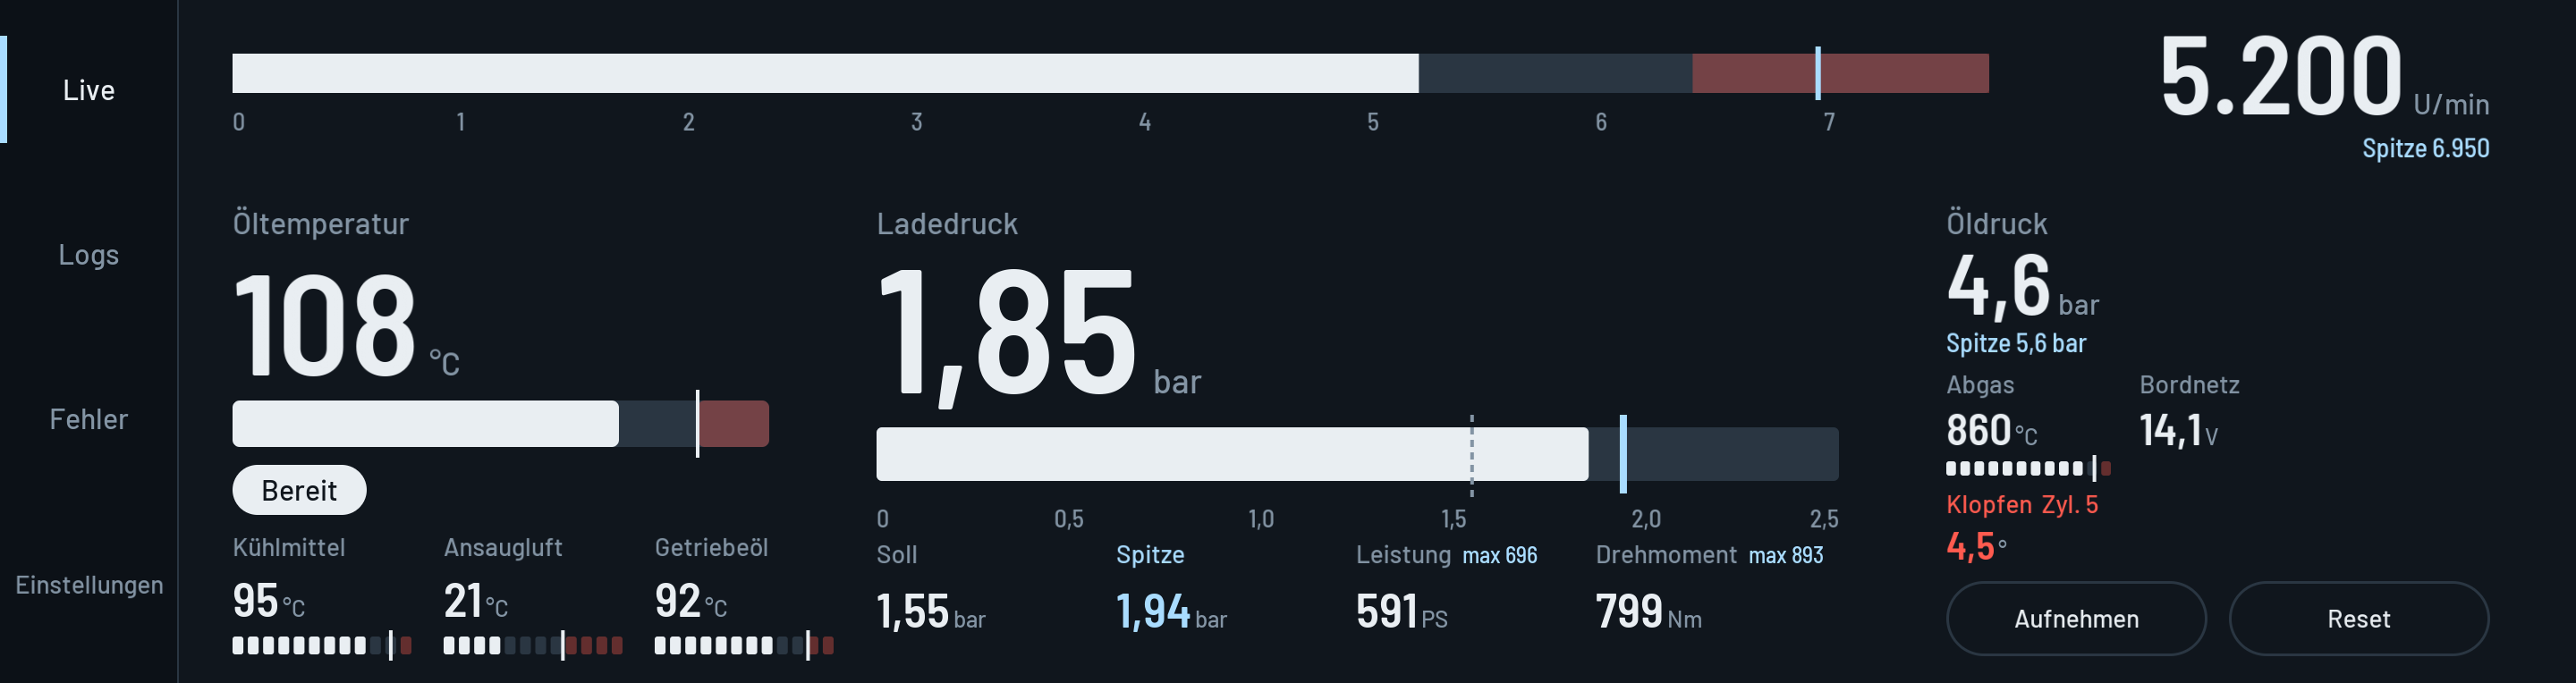 Live
Logs
Fehler
Einstellungen
0 1 2 3 4 5 6 7
5.200 U/min
Spitze 6.950
Öltemperatur
108 °C
Bereit
Kühlmittel
95 °C
Ansaugluft
21 °C
Getriebeöl
92 °C
Ladedruck
1,85 bar
0 0,5 1,0 1,5 2,0 2,5
Soll
1,55 bar
Spitze
1,94 bar
Leistung max 696
591 PS
Drehmoment max 893
799 Nm
Öldruck
4,6 bar
Spitze 5,6 bar
Abgas
860 °C
Bordnetz
14,1 V
Klopfen Zyl. 5
4,5 °
Aufnehmen
Reset